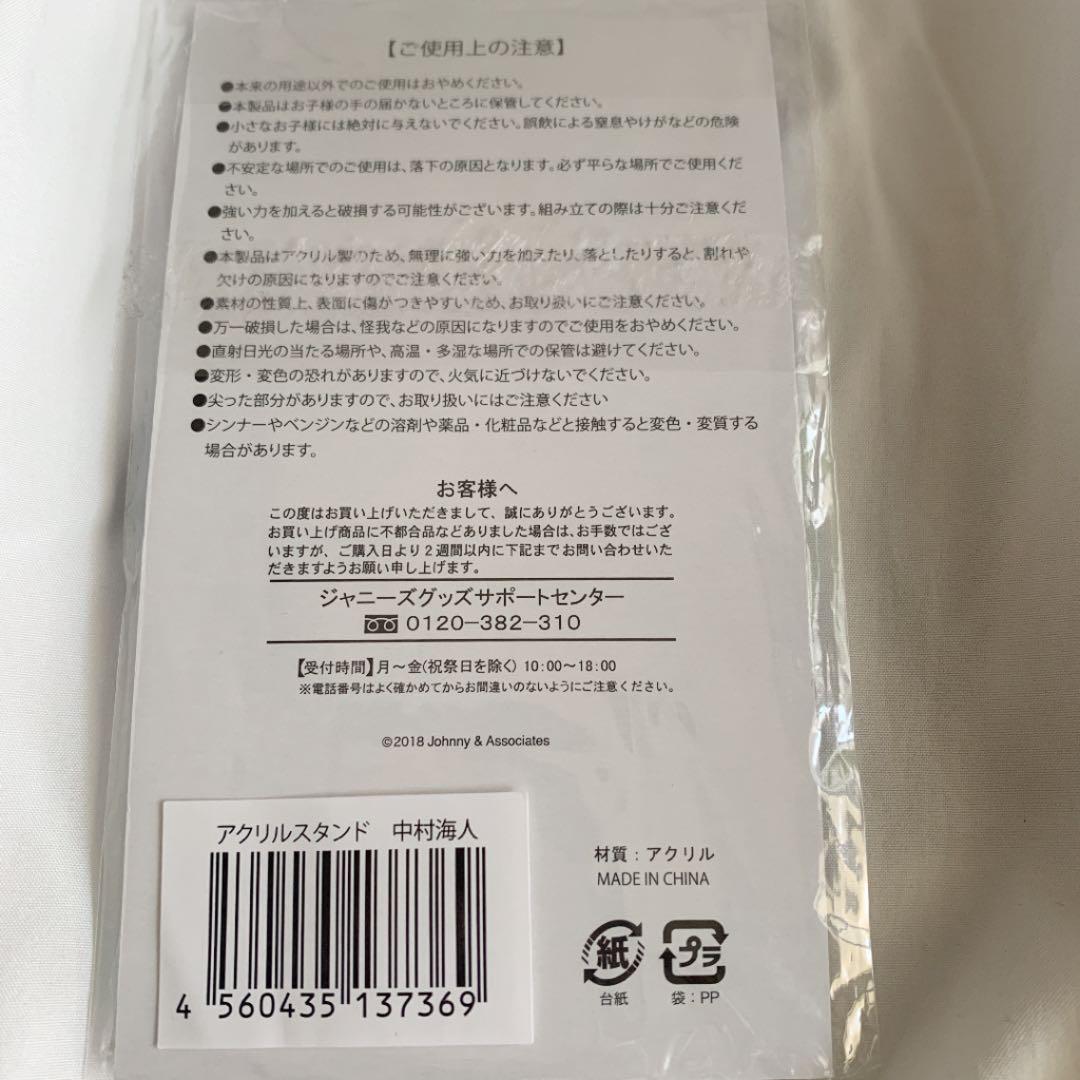 【ご使用上の注意】
●本来の用途以外でのご使用はおやめください。
●本製品はお子様の手の届かないところに保管してください。
●小さなお子様には絶対に与えないでください。誤飲による窒息やけがなどの危険
があります。
●不安定な場所でのご使用は、落下の原因となります。必ず平らな場所でご使用くだ
さい。
●強い力を加えると破損する可能性がございます。組み立ての際は十分ご注意くだ
さい。
●本製品はアクリル製のため、無理に強い力を加えたり、落としたりすると、割れや
欠けの原因になりますのでご注意ください。
●素材の性質上、表面に傷がつきやすいため、お取り扱いにご注意ください。
●万一破損した場合は、怪我などの原因になりますのでご使用をおやめください。
●直射日光の当たる場所や、高温・多湿な場所での保管は避けてください。
●変形・変色の恐れがありますので、火気に近づけないでください。
●尖った部分がありますので、お取り扱いにはご注意ください
●シンナーやベンジンなどの溶剤や薬品・化粧品などと接触すると変色・変質する
場合があります。
お客様へ
この度はお買い上げいただきまして、誠にありがとうございます。
お買い上げ商品に不都合品などありました場合は、お手数ではござ
いますが、ご購入日より2週間以内に下記までお問い合わせいた
だきますようお願い申し上げます。
ジャニーズグッズサポートセンター
0120-382-310
【受付時間】月～金(祝祭日を除く) 10:00～18:00
※電話番号はよく確かめてからお間違いのないようにご注意ください。
©2018 Johnny & Associates
アクリルスタンド 中村海人
4 560435 137369
材質：アクリル
MADE IN CHINA
紙 プラ
台紙 袋：PP